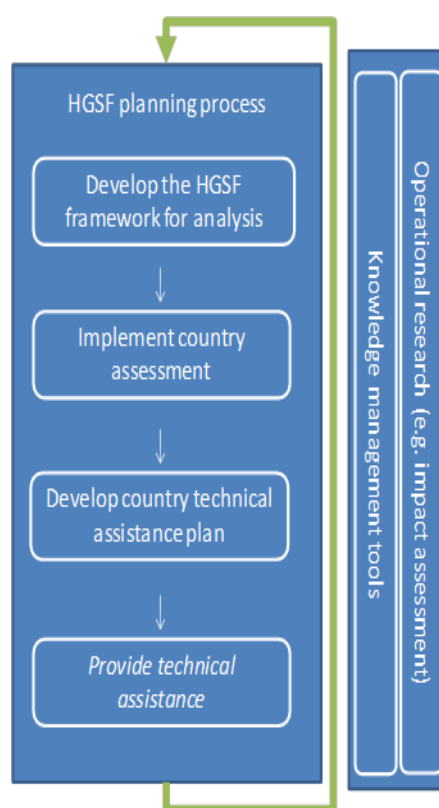 HGSF planning process
Develop the HGSF
framework for analysis
Implement country
assessment
Develop country technical
assistance plan
Provide technical
assistance
Knowledge management tools
Operational research (e.g. impact assessment)